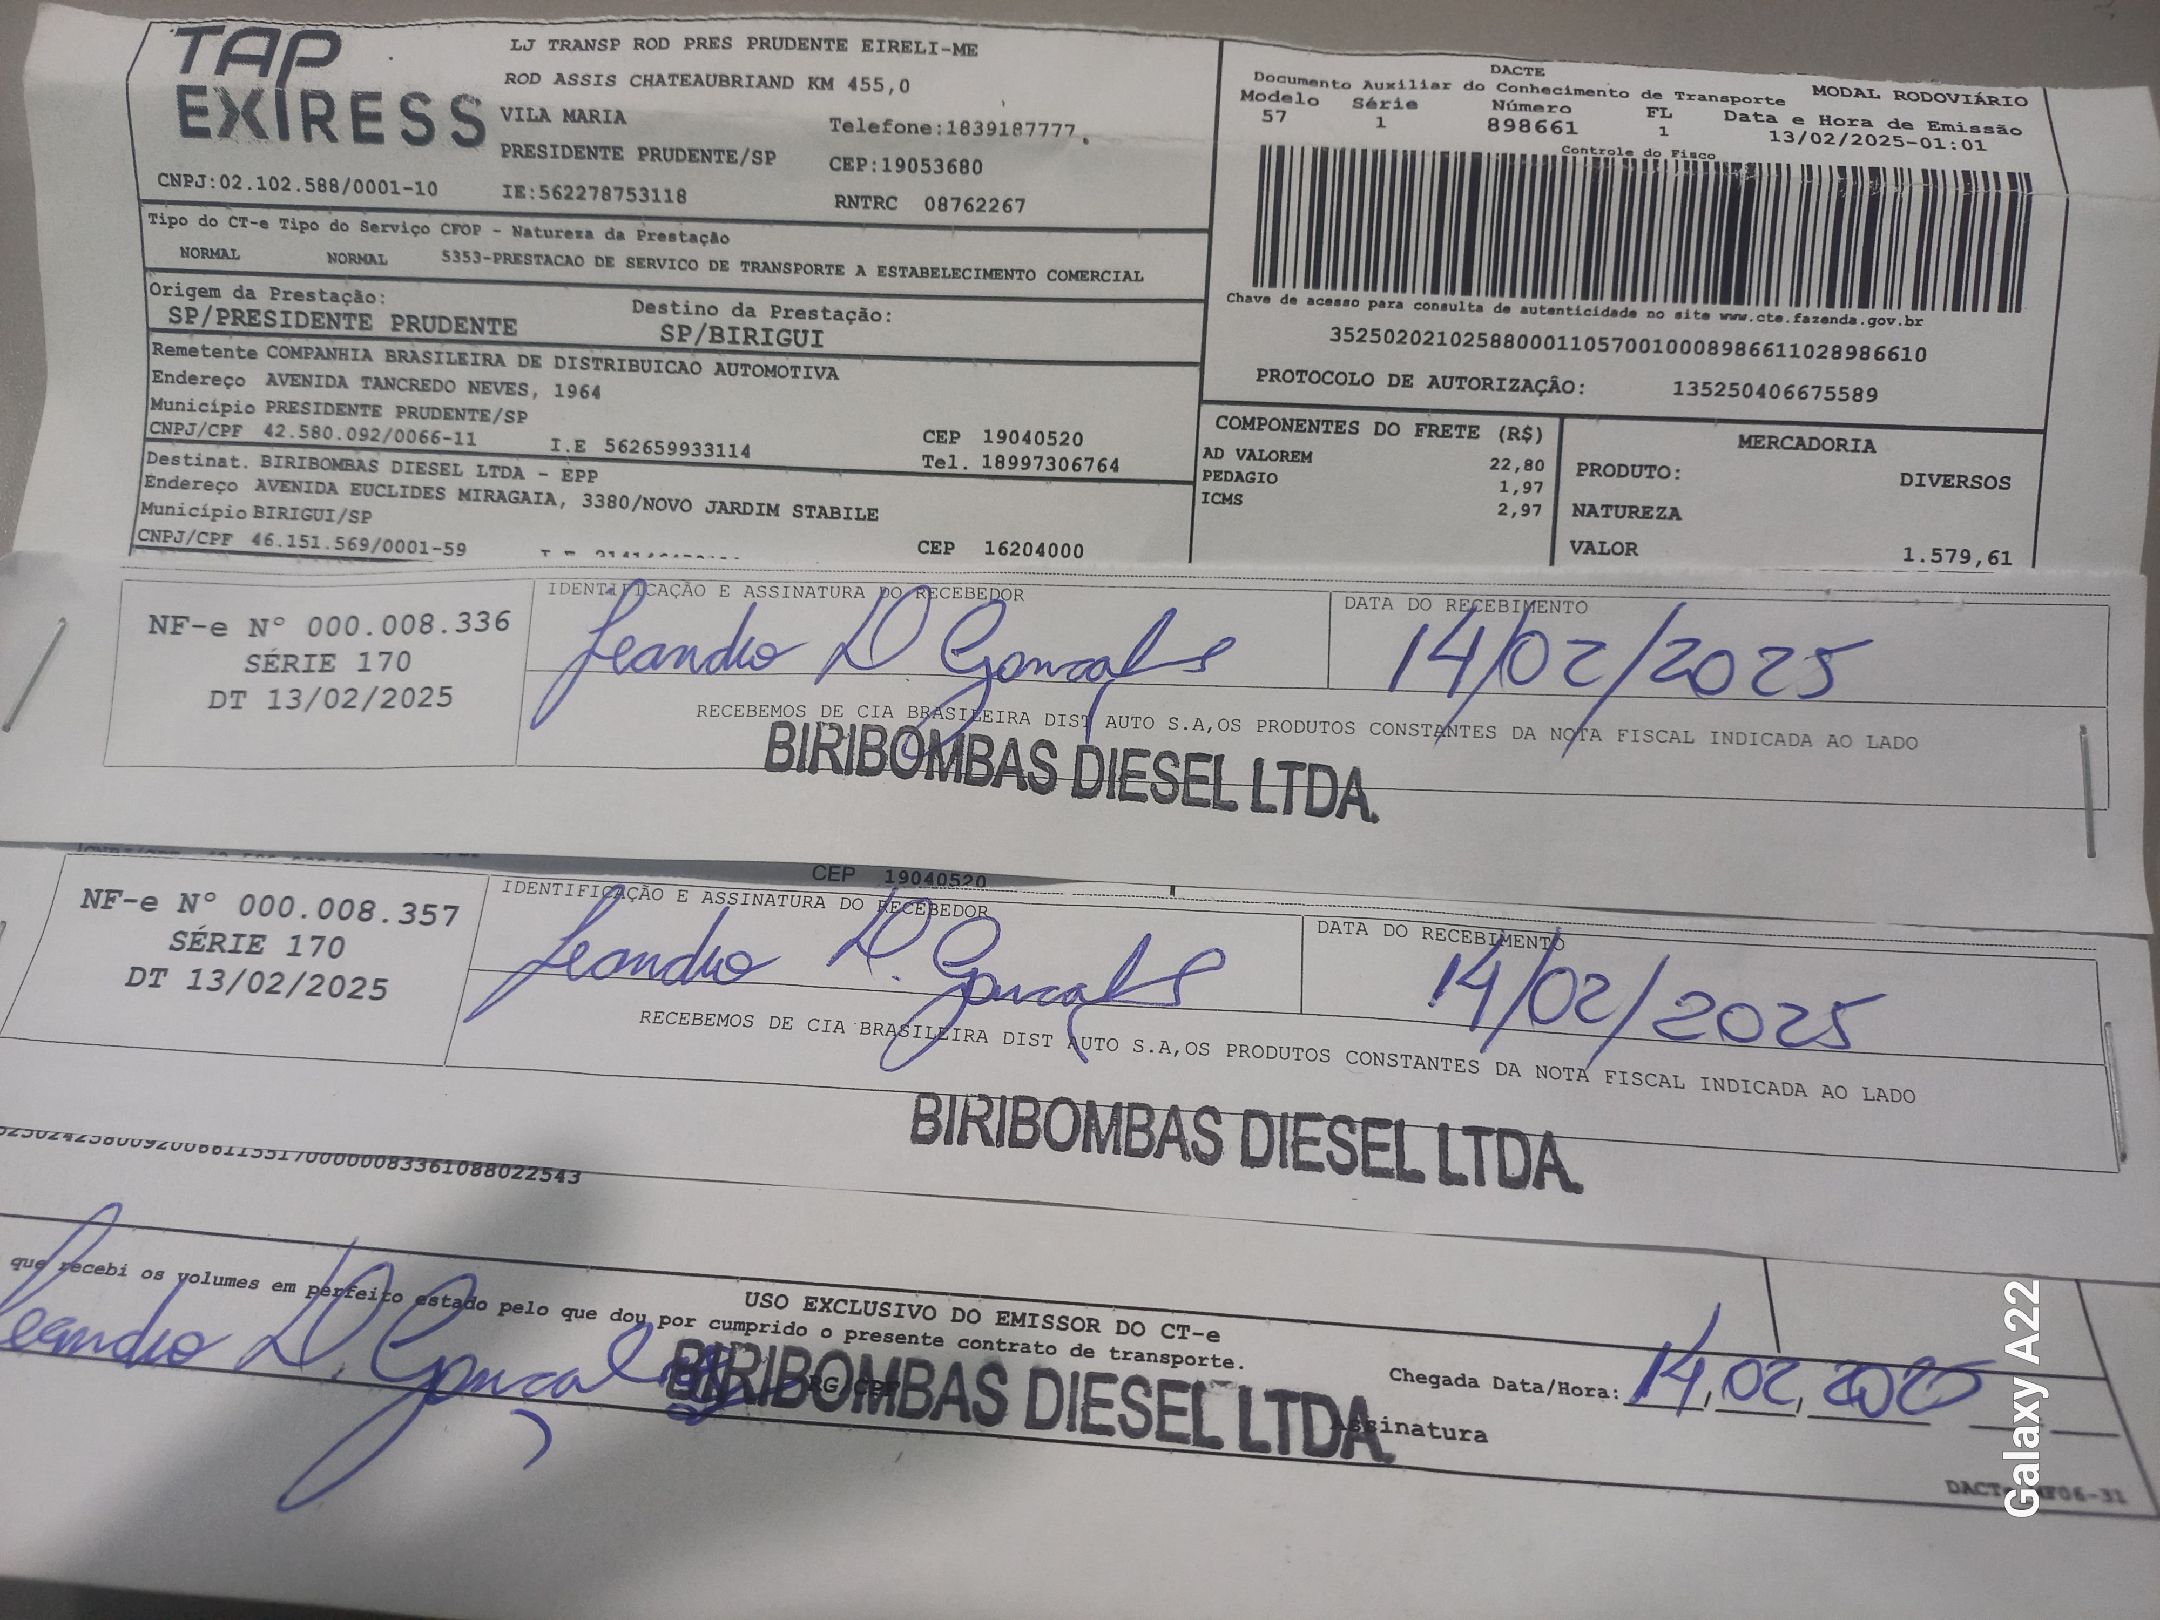 TAP
EXIRESS
LJ TRANSP ROD PRES PRUDENTE EIRELI-ME
ROD ASSIS CHATEAUBRIAND KM 455,0
VILA MARIA
Telefone:1839187777
PRESIDENTE PRUDENTE/SP
CEP:19053680
CNPJ:02.102.588/0001-10
IE:562278753118
RNTRC 08762267
DACTE
Documento Auxiliar do Conhecimento de Transporte
MODAL RODOVIÁRIO
Modelo Série Número FL Data e Hora de Emissão
57 1 898661 1 13/02/2025-01:01
Controle do Fisco
Chave de acesso para consulta de autenticidade no site www.cte.fazenda.gov.br
35250202102588000110570010008986611028986610
PROTOCOLO DE AUTORIZAÇÂO: 135250406675589
Tipo do CT-e Tipo do Serviço CFOP - Natureza da Prestação
NORMAL NORMAL 5353-PRESTACAO DE SERVICO DE TRANSPORTE A ESTABELECIMENTO COMERCIAL
Origem da Prestação: Destino da Prestação:
SP/PRESIDENTE PRUDENTE SP/BIRIGUI
Remetente COMPANHIA BRASILEIRA DE DISTRIBUICAO AUTOMOTIVA
Endereço AVENIDA TANCREDO NEVES, 1964
Município PRESIDENTE PRUDENTE/SP CEP 19040520
CNPJ/CPF 42.580.092/0066-11 I.E 562659933114 Tel. 18997306764
Destinat. BIRIBOMBAS DIESEL LTDA - EPP
Endereço AVENIDA EUCLIDES MIRAGAIA, 3380/NOVO JARDIM STABILE
Município BIRIGUI/SP
CNPJ/CPF 46.151.569/0001-59 CEP 16204000
COMPONENTES DO FRETE (R$)
AD VALOREM 22,80
PEDAGIO 1,97
ICMS 2,97
MERCADORIA
PRODUTO: DIVERSOS
NATUREZA
VALOR 1.579,61
NF-e Nº 000.008.336
SÉRIE 170
DT 13/02/2025
IDENTIFICAÇÃO E ASSINATURA DO RECEBEDOR
Leandro D Gonçalves
DATA DO RECEBIMENTO
14/02/2025
RECEBEMOS DE CIA BRASILEIRA DIST AUTO S.A,OS PRODUTOS CONSTANTES DA NOTA FISCAL INDICADA AO LADO
BIRIBOMBAS DIESEL LTDA.
CEP 19040520
NF-e Nº 000.008.357
SÉRIE 170
DT 13/02/2025
IDENTIFICAÇÃO E ASSINATURA DO RECEBEDOR
Leandro D. Gonçalves
DATA DO RECEBIMENTO
14/02/2025
RECEBEMOS DE CIA BRASILEIRA DIST AUTO S.A,OS PRODUTOS CONSTANTES DA NOTA FISCAL INDICADA AO LADO
BIRIBOMBAS DIESEL LTDA.
USO EXCLUSIVO DO EMISSOR DO CT-e
que recebi os volumes em perfeito estado pelo que dou por cumprido o presente contrato de transporte.
Leandro D. Gonçalves
RG/CPF
BIRIBOMBAS DIESEL LTDA.
Chegada Data/Hora: 14,02,2025
Assinatura
Galaxy A22